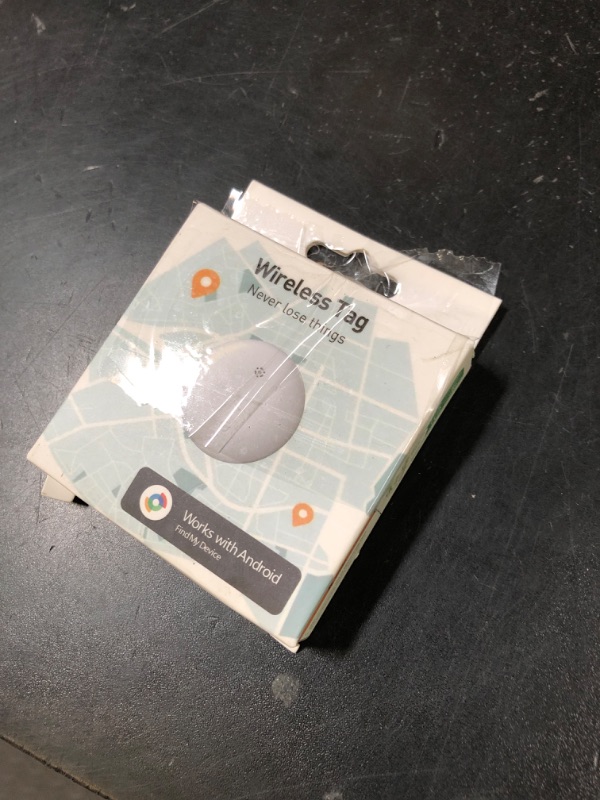 Wireless Tag
Never lose things
Works with Android
Find My Device